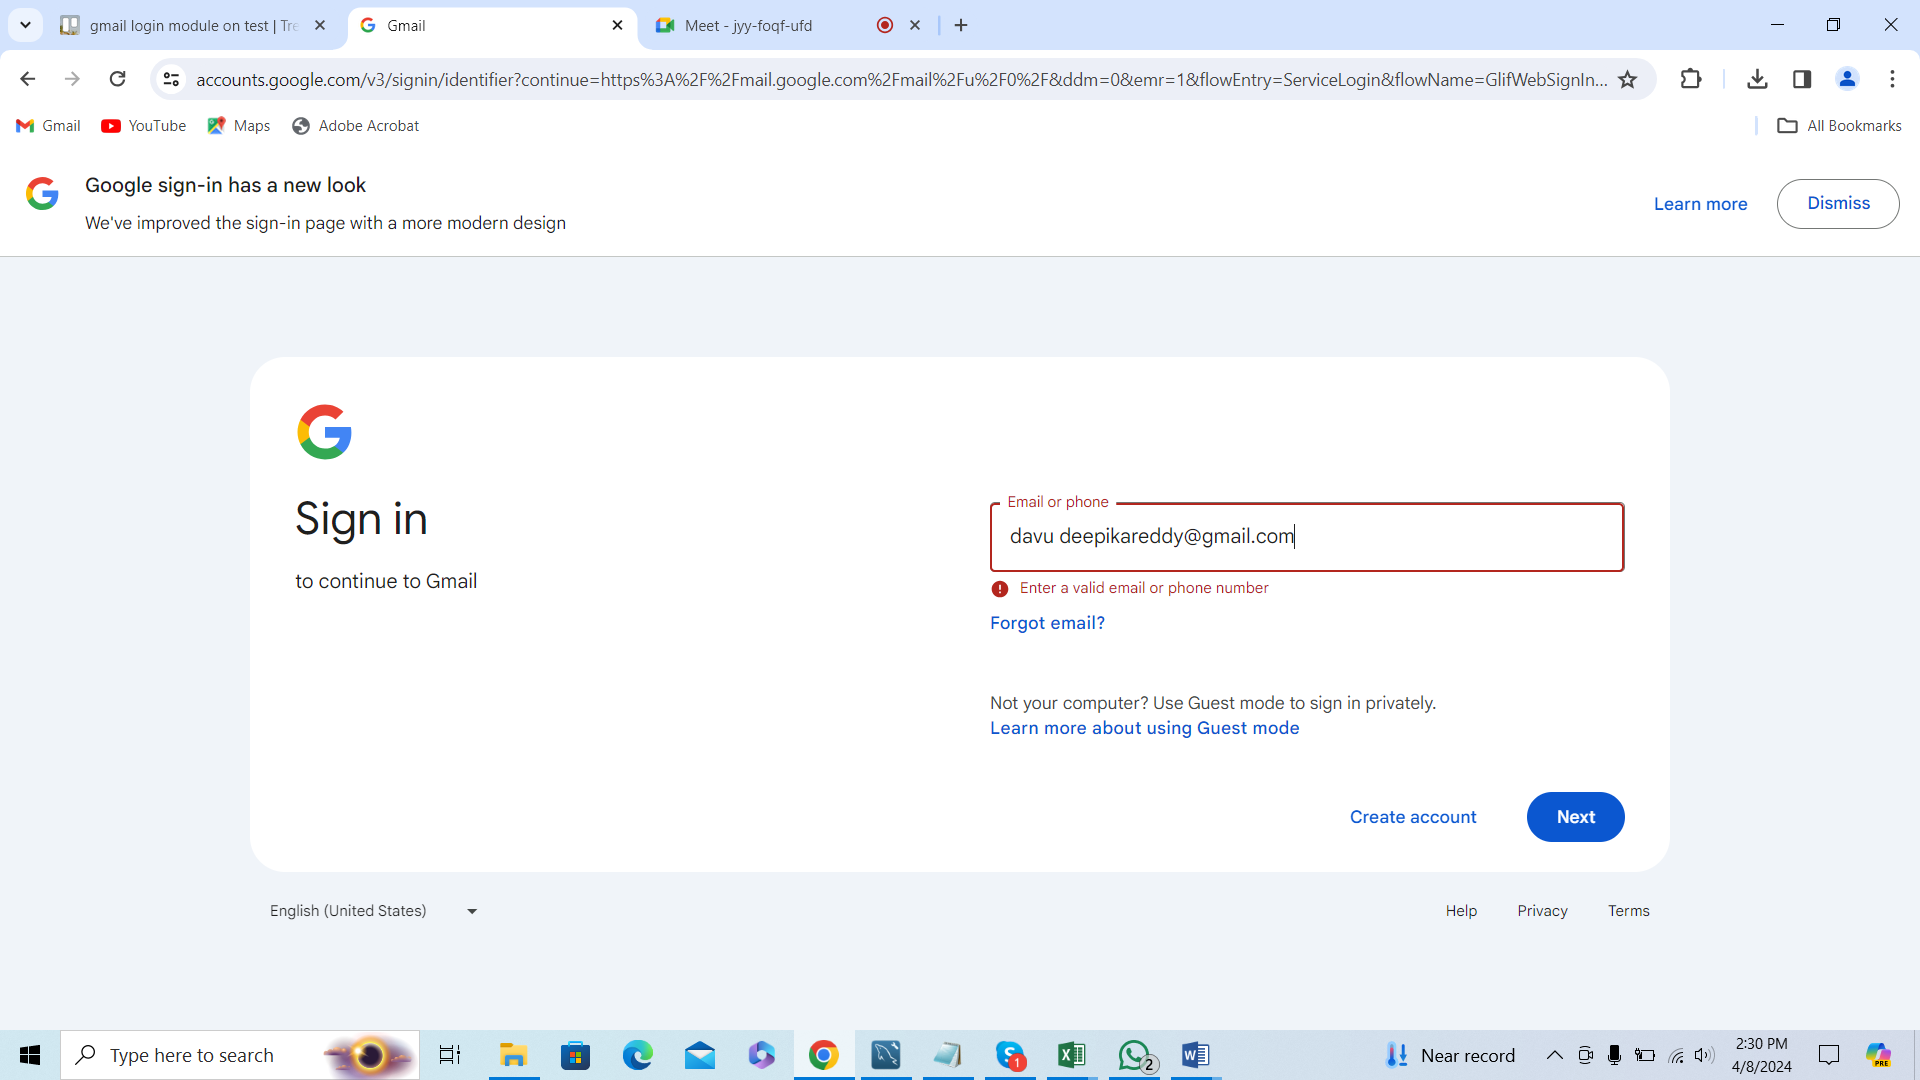 gmail login module on test | Tre
Gmail
Meet - jyy-foqf-ufd
accounts.google.com/v3/signin/identifier?continue=https%3A%2F%2Fmail.google.com%2Fmail%2Fu%2F0%2F&ddm=0&emr=1&flowEntry=ServiceLogin&flowName=GlifWebSignIn...
Gmail
YouTube
Maps
Adobe Acrobat
All Bookmarks
Google sign-in has a new look
We've improved the sign-in page with a more modern design
Learn more
Dismiss
Sign in
to continue to Gmail
Email or phone
davu deepikareddy@gmail.com
Enter a valid email or phone number
Forgot email?
Not your computer? Use Guest mode to sign in privately.
Learn more about using Guest mode
Create account
Next
English (United States)
Help
Privacy
Terms
Type here to search
1
2
Near record
2:30 PM
4/8/2024
PRE